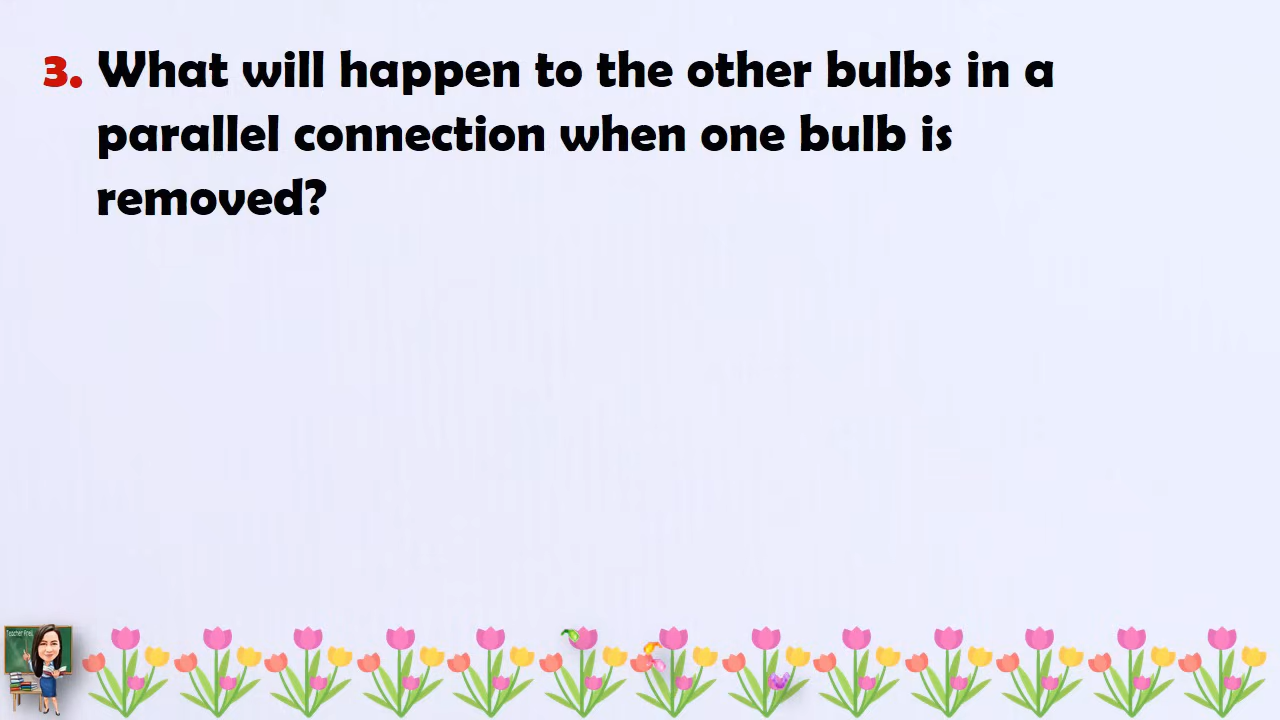 3. What will happen to the other bulbs in a
parallel connection when one bulb is
removed?